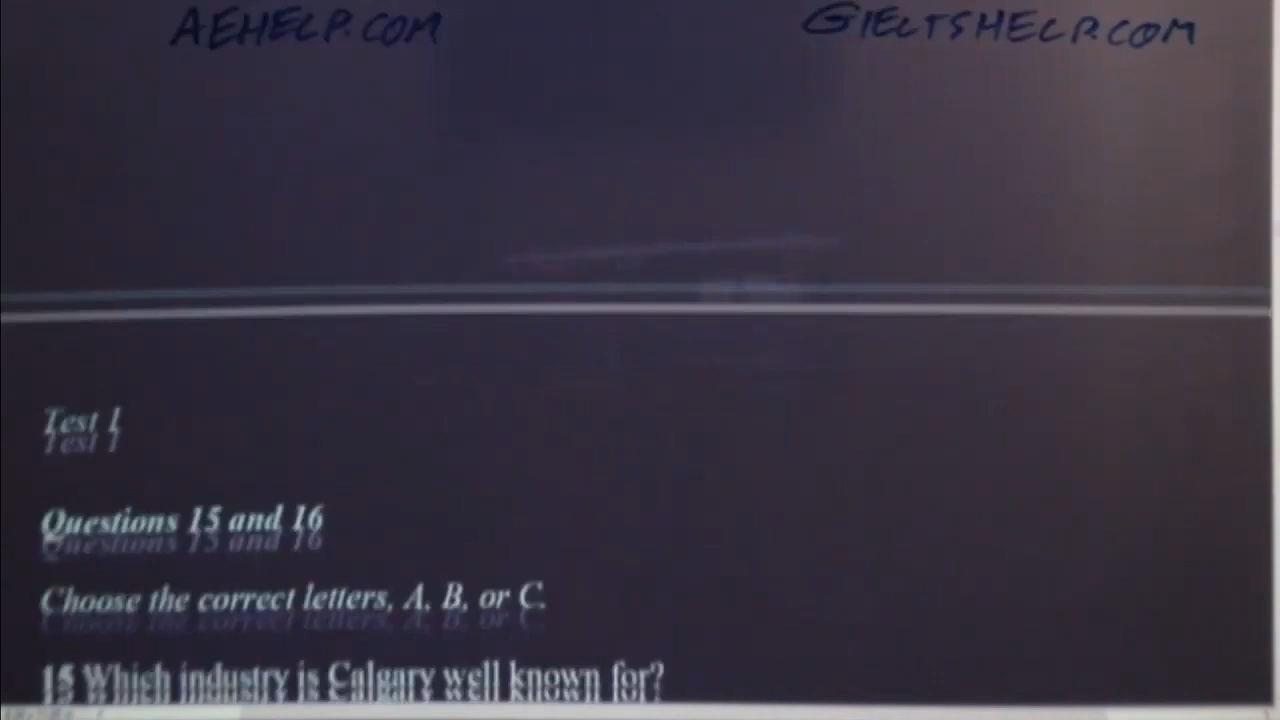 AEHELP.COM
GIELTSHELP.COM
Test 1
Questions 15 and 16
Choose the correct letters, A, B, or C.
15 Which industry is Calgary well known for?